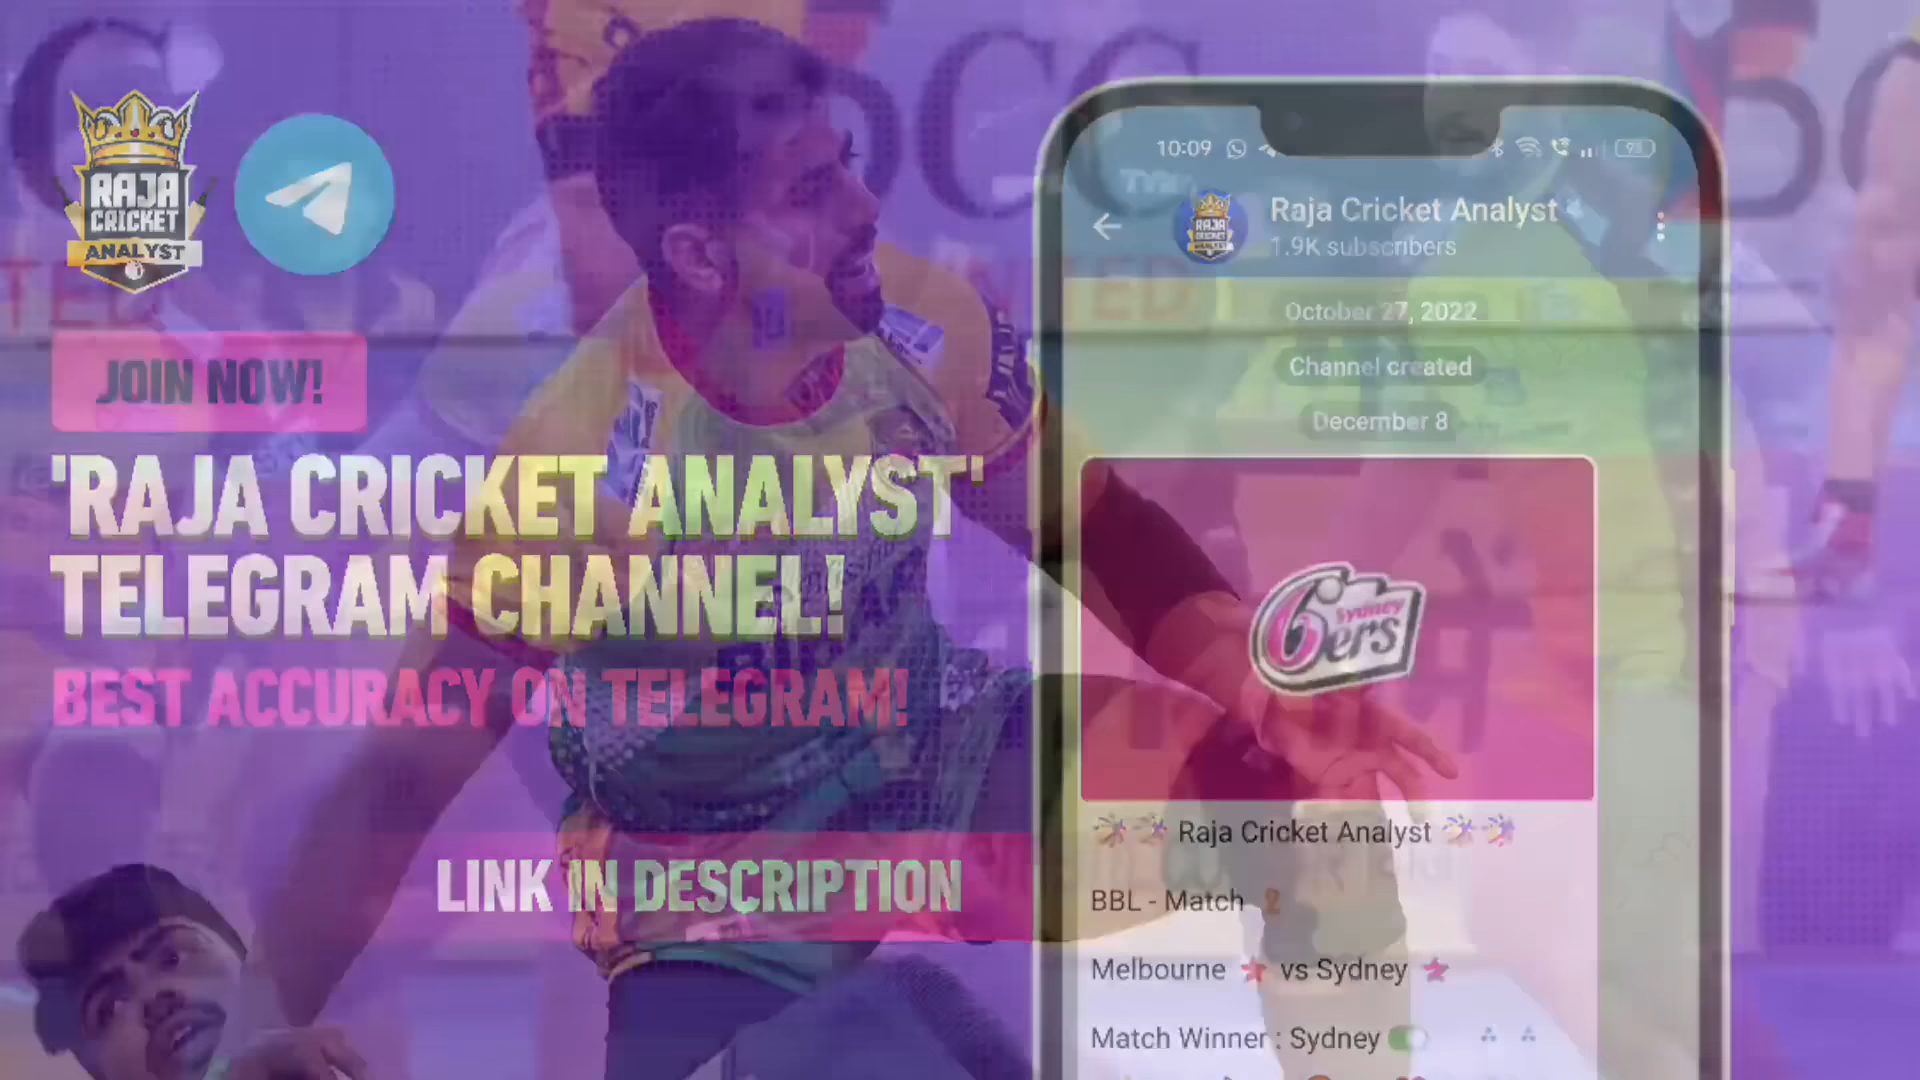 RAJA
CRICKET
ANALYST
JOIN NOW!
'RAJA CRICKET ANALYST'
TELEGRAM CHANNEL!
BEST ACCURACY ON TELEGRAM!
LINK IN DESCRIPTION
10:09
Raja Cricket Analyst
1.9K subscribers
October 27, 2022
Channel created
December 8
Sydney
6ers
Raja Cricket Analyst
BBL - Match
Melbourne vs Sydney
Match Winner : Sydney